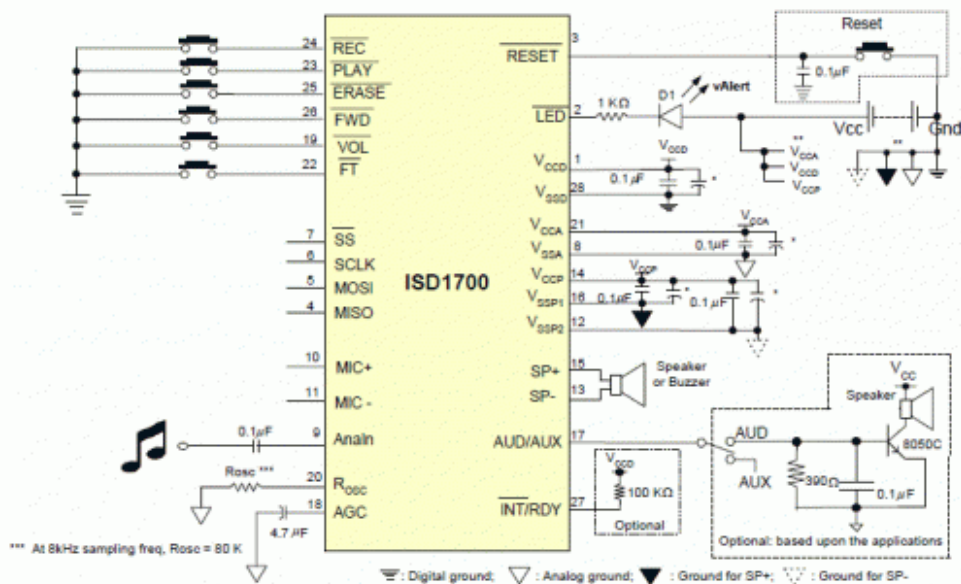 Reset
24 REC
23 PLAY
25 ERASE
26 FWD
19 VOL
22 FT
7 SS
6 SCLK
5 MOSI
4 MISO
10 MIC+
11 MIC -
0.1µF 9 AnaIn
Rosc *** 20 ROSC
18 AGC
4.7 µF
*** At 8kHz sampling freq, Rosc = 80 K
ISD1700
RESET 3
0.1µF
LED 2 1 KΩ D1 vAlert
Vcc Gnd
**
VCCA
VCCD
VCCP
**
VCCD 1 VCCD
0.1µF *
VSSD 28
VCCA 21 VCCA
0.1µF *
VSSA 8
VCCP 14 VCCP
0.1µF * 0.1µF *
VSSP1 16
VSSP2 12
SP+ 15 Speaker
or Buzzer
SP- 13
AUD/AUX 17
AUD
AUX
VCC
Speaker
8050C
390Ω
0.1µF
Optional: based upon the applications
VCCD
100 KΩ
INT/RDY 27
Optional
: Digital ground; : Analog ground; : Ground for SP+; : Ground for SP-